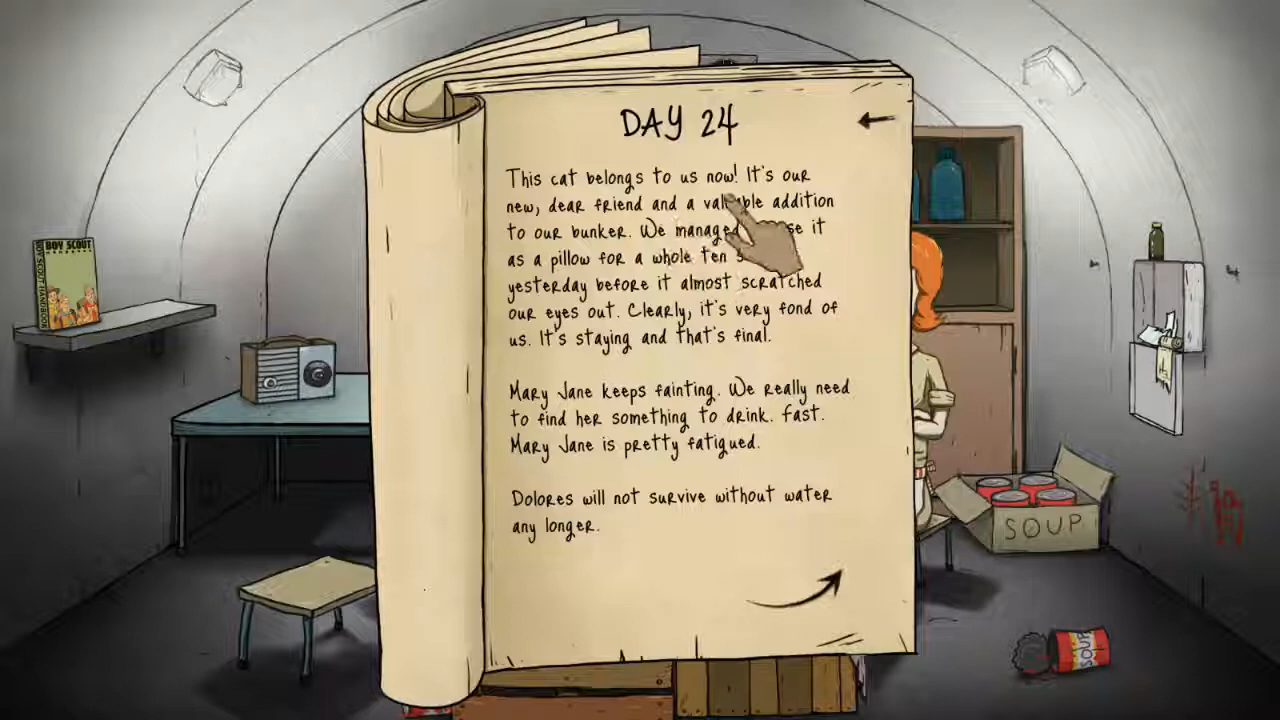 DAY 24
This cat belongs to us now! It's our
new, dear friend and a valuable addition
to our bunker. We managed se it
as a pillow for a whole ten s
yesterday before it almost scratched
our eyes out. Clearly, it's very fond of
us. It's staying and that's final.
Mary Jane keeps fainting. We really need
to find her something to drink. Fast.
Mary Jane is pretty fatigued.
Dolores will not survive without water
any longer.
BOY SCOUT
BOY SCOUT HANDBOOK
SOUP
SOUP